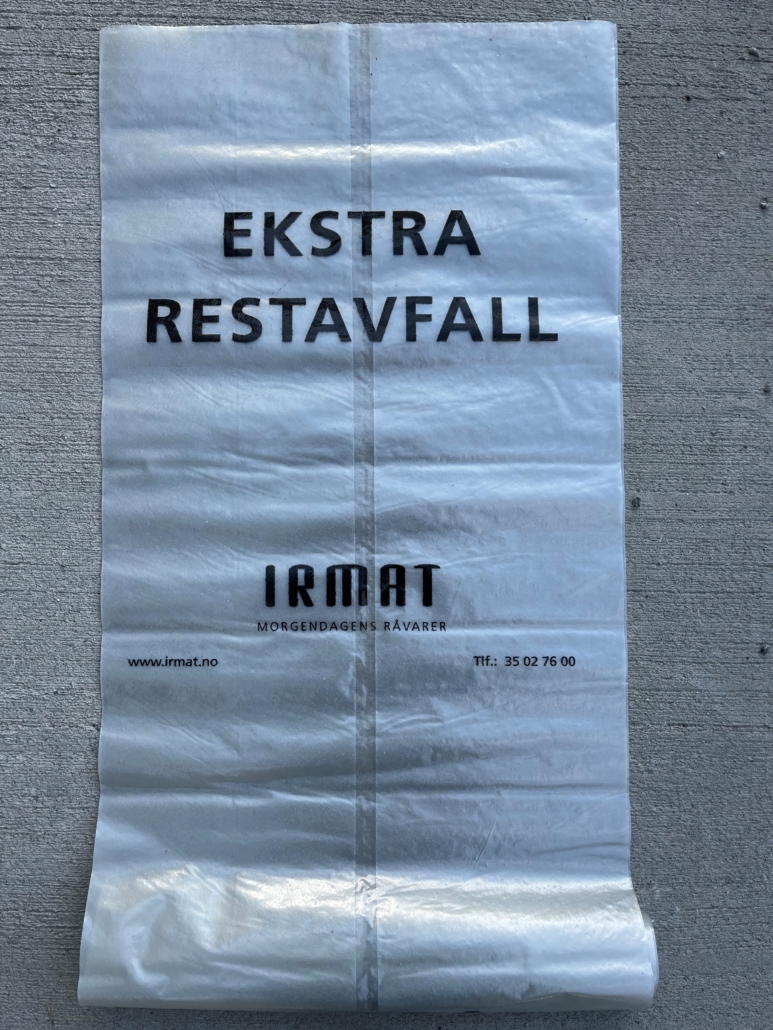 EKSTRA
RESTAVFALL
IRMAT
MORGENDAGENS RÅVARER
www.irmat.no Tlf.: 35 02 76 00